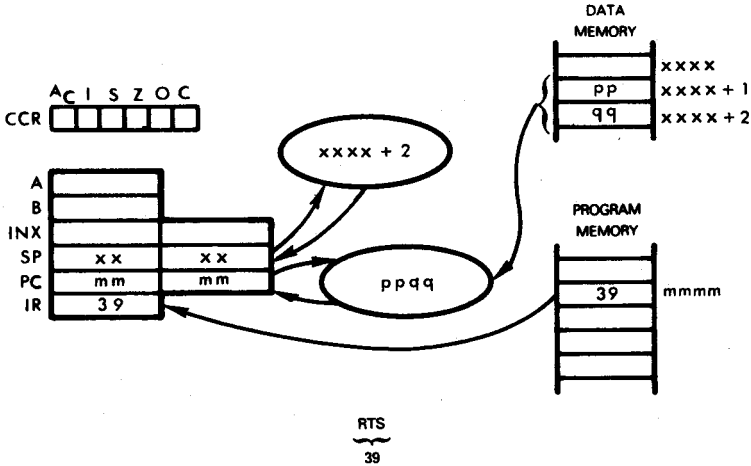 DATA
MEMORY
xxxx
pp xxxx + 1
qq xxxx + 2
AC I S Z O C
CCR
xxxx + 2
A
B
INX
SP xx xx
PC mm mm
IR 39
ppqq
PROGRAM
MEMORY
39 mmmm
RTS
39